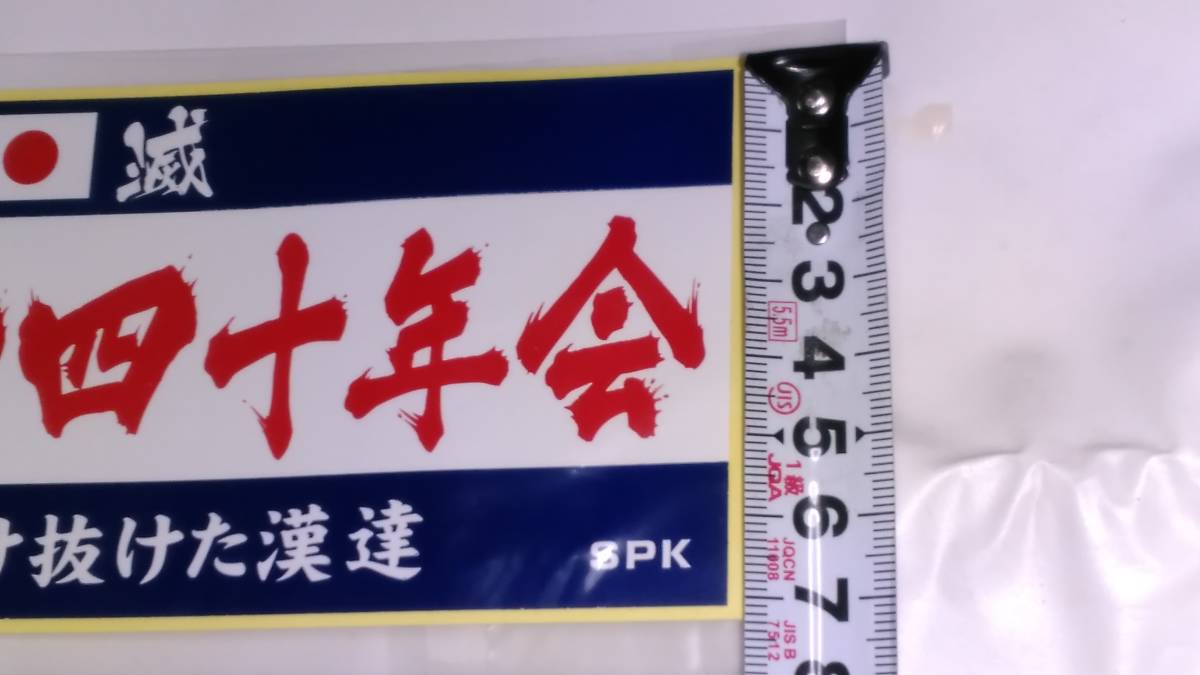 滅
四十年会
け抜けた漢達
SPK
2
3
5.5m
4
JIS
5
1級
JQA
6
JQCN
11008
7
JIS B
7512
8